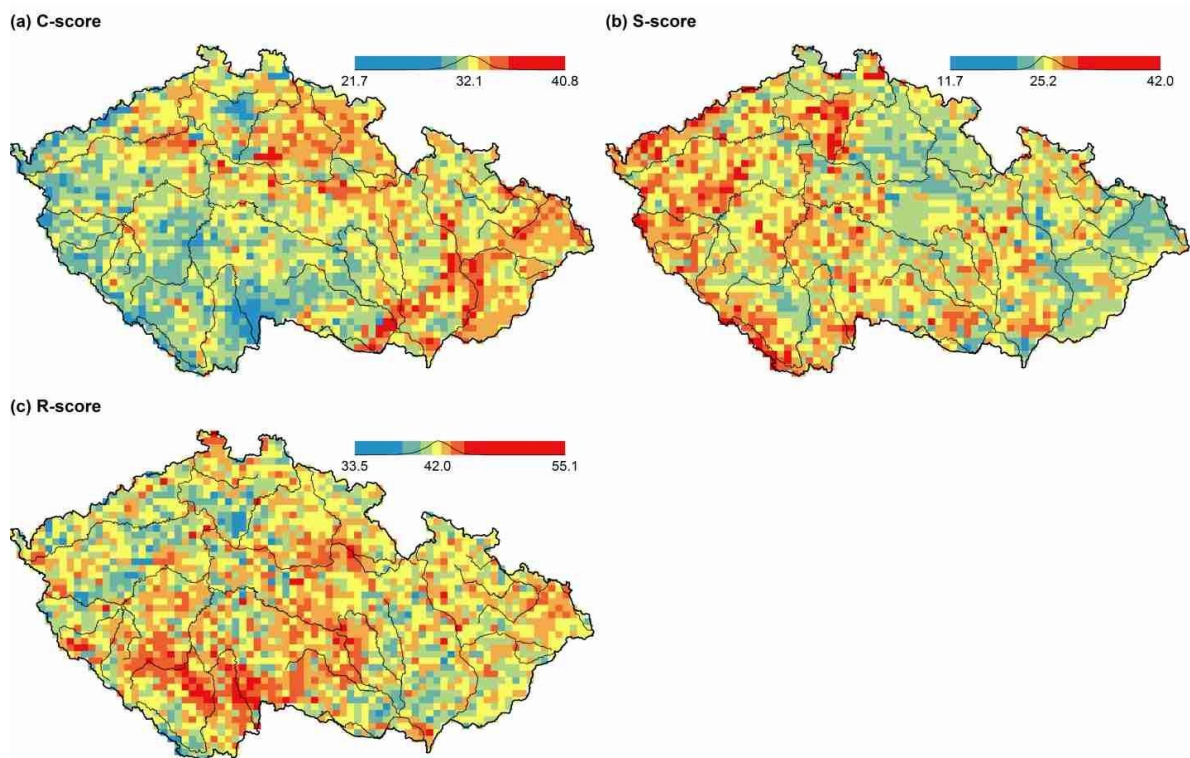 (a) C-score
21.7 32.1 40.8
(b) S-score
11.7 25.2 42.0
(c) R-score
33.5 42.0 55.1